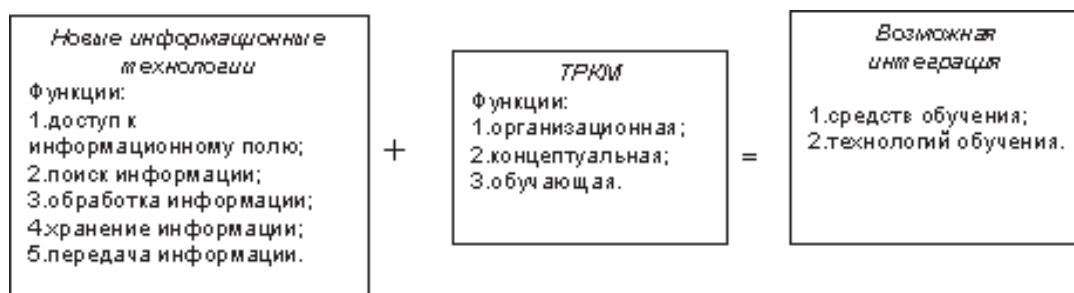 Новые информационные
технологии
Функции:
1.доступ к
информационному полю;
2.поиск информации;
3.обработка информации;
4.хранение информации;
5.передача информации.
+
ТРКМ
Функции:
1.организационная;
2.концептуальная;
3.обучающая.
=
Возможная
интеграция
1.средств обучения;
2.технологий обучения.